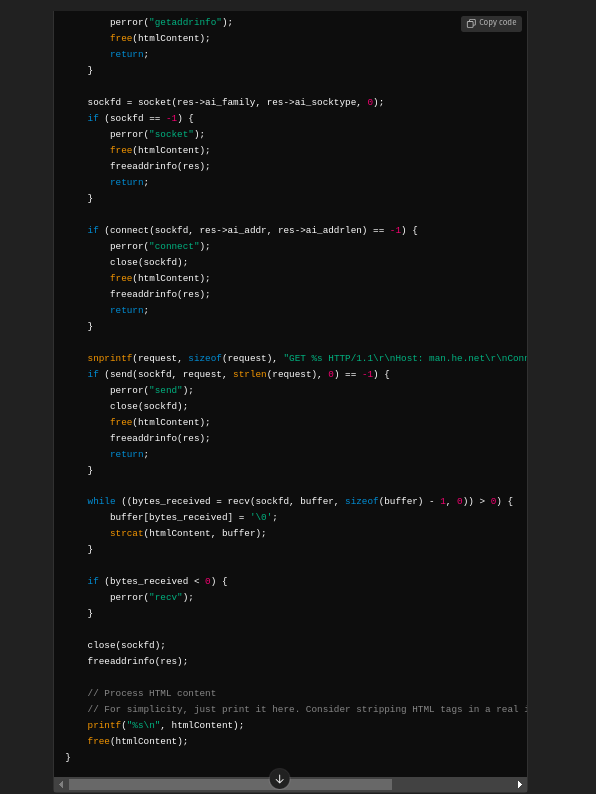 perror("getaddrinfo");
Copy code
free(htmlContent);
return;
}
sockfd = socket(res->ai_family, res->ai_socktype, 0);
if (sockfd == -1) {
perror("socket");
free(htmlContent);
freeaddrinfo(res);
return;
}
if (connect(sockfd, res->ai_addr, res->ai_addrlen) == -1) {
perror("connect");
close(sockfd);
free(htmlContent);
freeaddrinfo(res);
return;
}
snprintf(request, sizeof(request), "GET %s HTTP/1.1\r\nHost: man.he.net\r\nConn
if (send(sockfd, request, strlen(request), 0) == -1) {
perror("send");
close(sockfd);
free(htmlContent);
freeaddrinfo(res);
return;
}
while ((bytes_received = recv(sockfd, buffer, sizeof(buffer) - 1, 0)) > 0) {
buffer[bytes_received] = '\0';
strcat(htmlContent, buffer);
}
if (bytes_received < 0) {
perror("recv");
}
close(sockfd);
freeaddrinfo(res);
// Process HTML content
// For simplicity, just print it here. Consider stripping HTML tags in a real
printf("%s\n", htmlContent);
free(htmlContent);
}